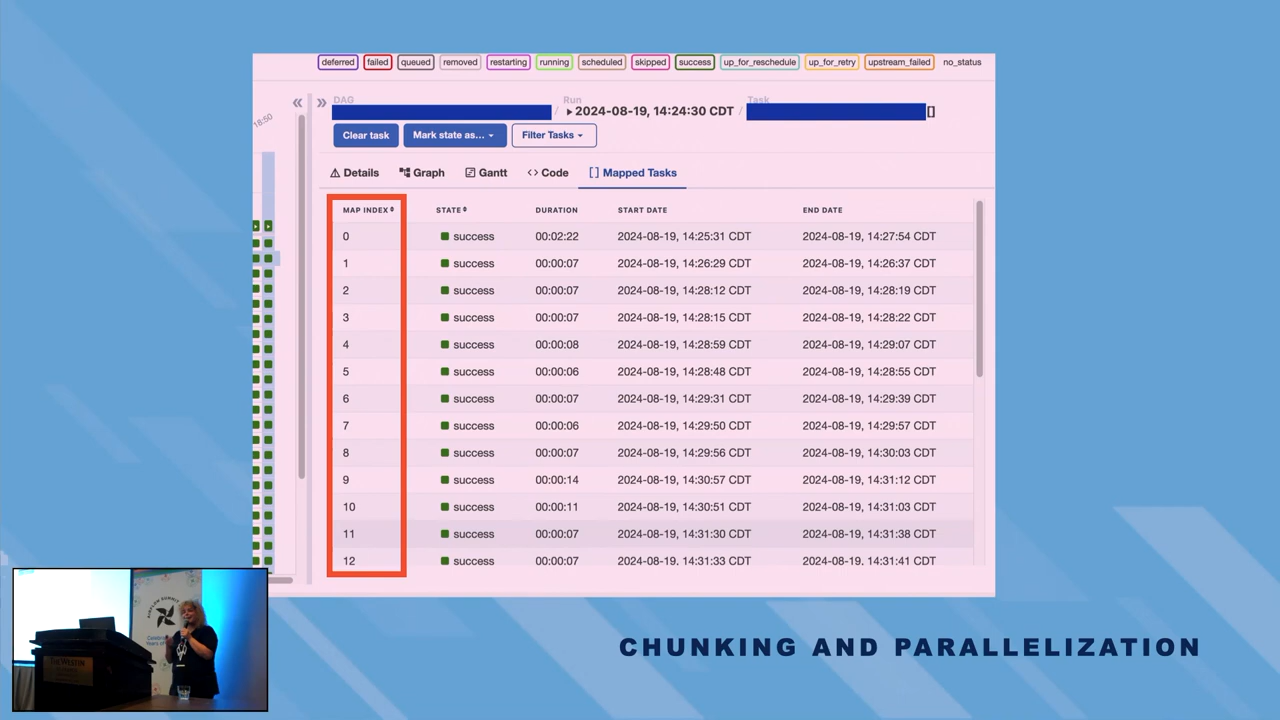 deferred failed queued removed restarting running scheduled skipped success up_for_reschedule up_for_retry upstream_failed no_status
18:50
« » DAG Run Task
/ ▸ 2024-08-19, 14:24:30 CDT / []
Clear task Mark state as... Filter Tasks
Details Graph Gantt <> Code [ ] Mapped Tasks
MAP INDEX STATE DURATION START DATE END DATE
0 success 00:02:22 2024-08-19, 14:25:31 CDT 2024-08-19, 14:27:54 CDT
1 success 00:00:07 2024-08-19, 14:26:29 CDT 2024-08-19, 14:26:37 CDT
2 success 00:00:07 2024-08-19, 14:28:12 CDT 2024-08-19, 14:28:19 CDT
3 success 00:00:07 2024-08-19, 14:28:15 CDT 2024-08-19, 14:28:22 CDT
4 success 00:00:08 2024-08-19, 14:28:59 CDT 2024-08-19, 14:29:07 CDT
5 success 00:00:06 2024-08-19, 14:28:48 CDT 2024-08-19, 14:28:55 CDT
6 success 00:00:07 2024-08-19, 14:29:31 CDT 2024-08-19, 14:29:39 CDT
7 success 00:00:06 2024-08-19, 14:29:50 CDT 2024-08-19, 14:29:57 CDT
8 success 00:00:07 2024-08-19, 14:29:56 CDT 2024-08-19, 14:30:03 CDT
9 success 00:00:14 2024-08-19, 14:30:57 CDT 2024-08-19, 14:31:12 CDT
10 success 00:00:11 2024-08-19, 14:30:51 CDT 2024-08-19, 14:31:03 CDT
11 success 00:00:07 2024-08-19, 14:31:30 CDT 2024-08-19, 14:31:38 CDT
12 success 00:00:07 2024-08-19, 14:31:33 CDT 2024-08-19, 14:31:41 CDT
CHUNKING AND PARALLELIZATION
AIRFLOW SUMMIT
THE WESTIN